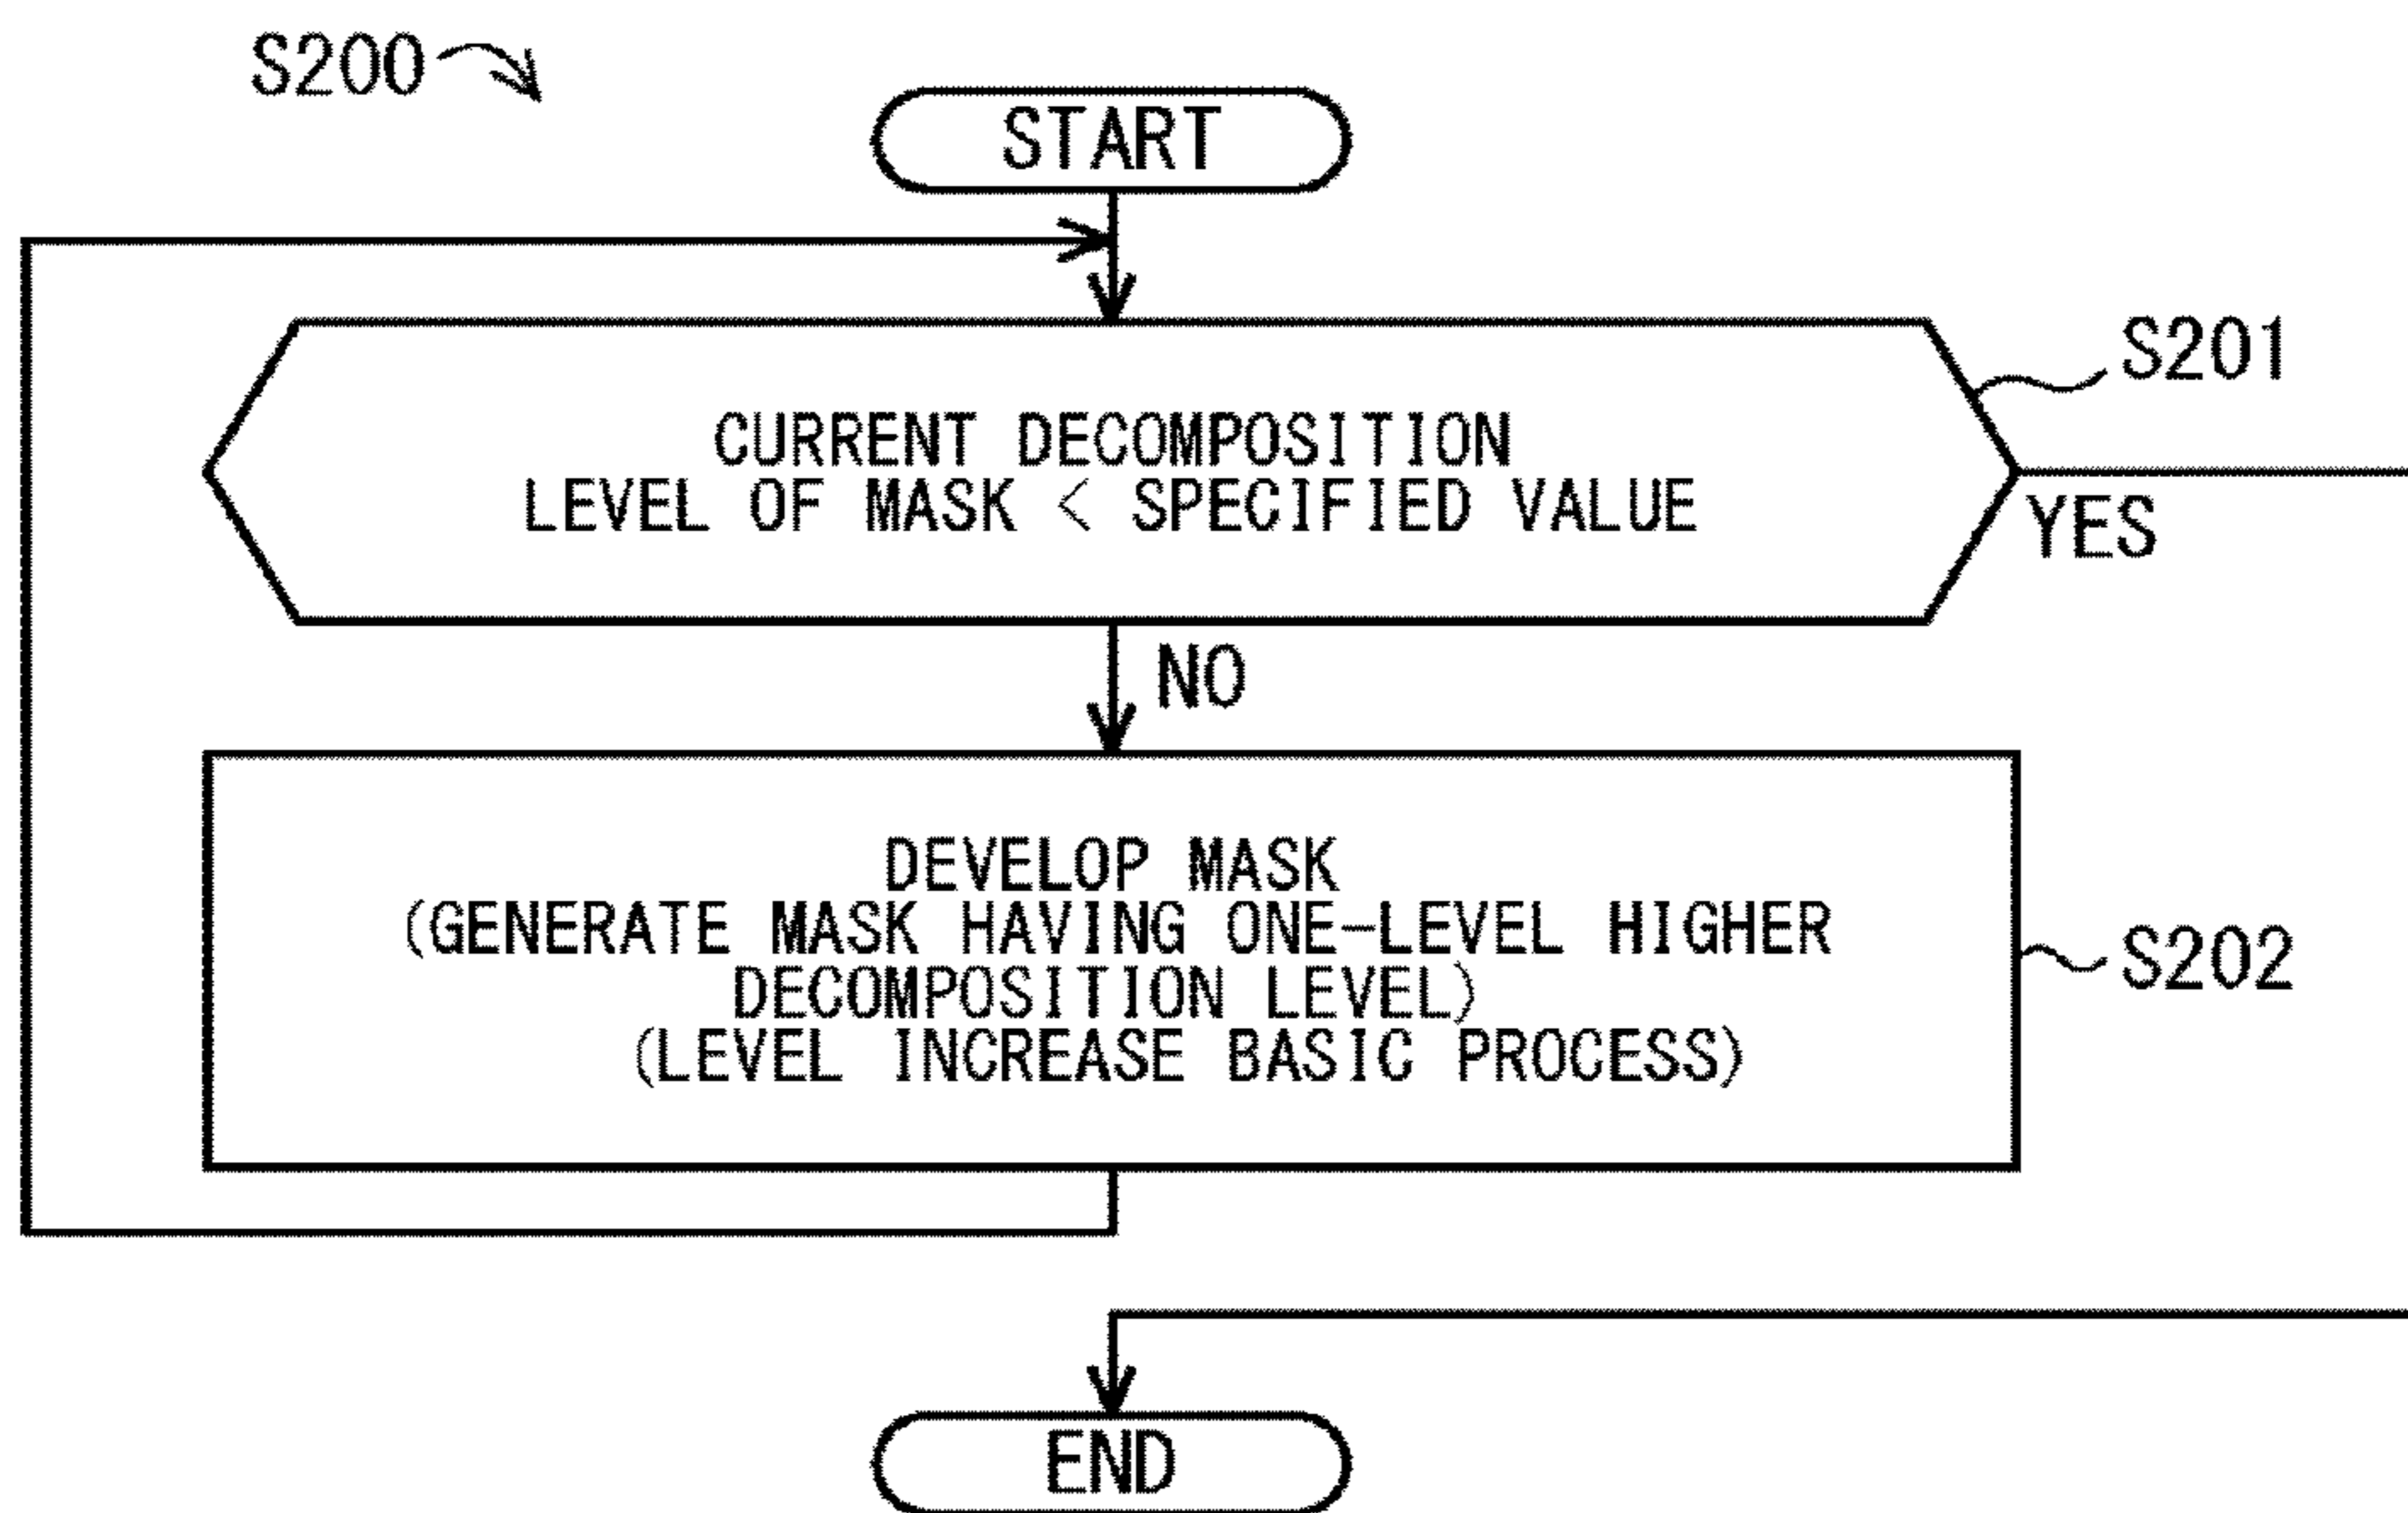 S200
START
CURRENT DECOMPOSITION
LEVEL OF MASK < SPECIFIED VALUE
S201
YES
NO
DEVELOP MASK
(GENERATE MASK HAVING ONE-LEVEL HIGHER
DECOMPOSITION LEVEL)
(LEVEL INCREASE BASIC PROCESS)
S202
END